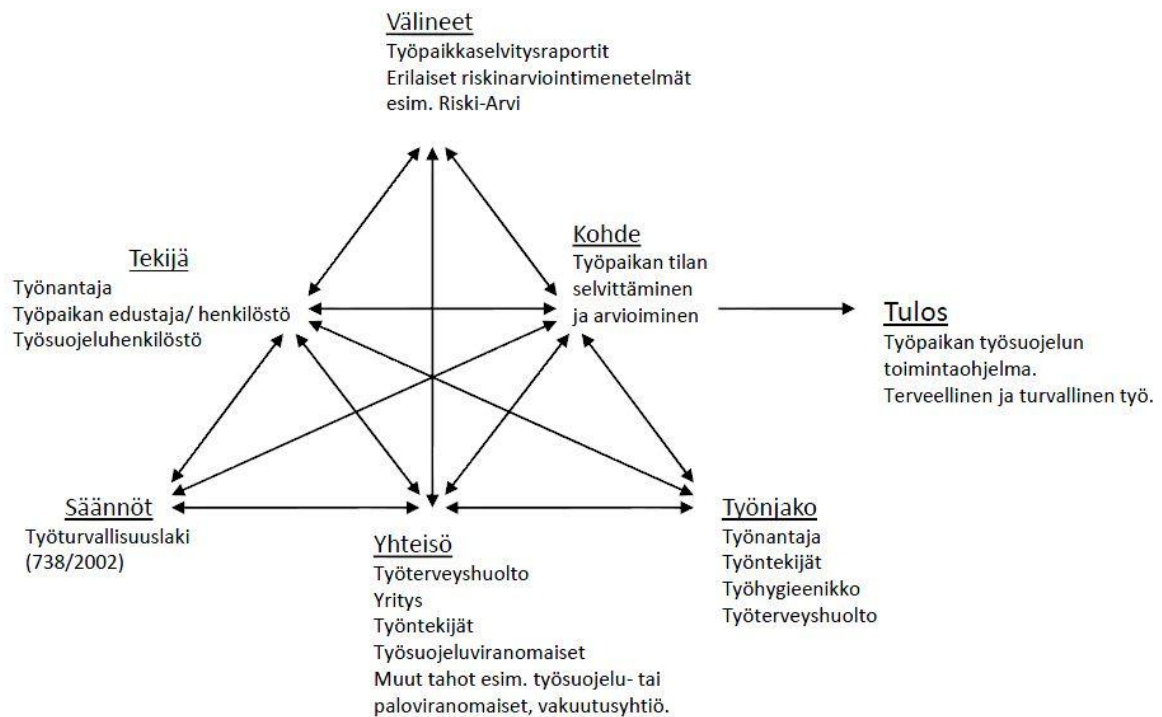 Välineet
Työpaikkaselvitysraportit
Erilaiset riskinarviointimenetelmät
esim. Riski-Arvi
Tekijä
Työnantaja
Työpaikan edustaja/ henkilöstö
Työsuojeluhenkilöstö
Kohde
Työpaikan tilan
selvittäminen
ja arvioiminen
Tulos
Työpaikan työsuojelun
toimintaohjelma.
Terveellinen ja turvallinen työ.
Säännöt
Työturvallisuuslaki
(738/2002)
Yhteisö
Työterveyshuolto
Yritys
Työntekijät
Työsuojeluviranomaiset
Muut tahot esim. työsuojelu- tai
paloviranomaiset, vakuutusyhtiö.
Työnjako
Työnantaja
Työntekijät
Työhygieenikko
Työterveyshuolto